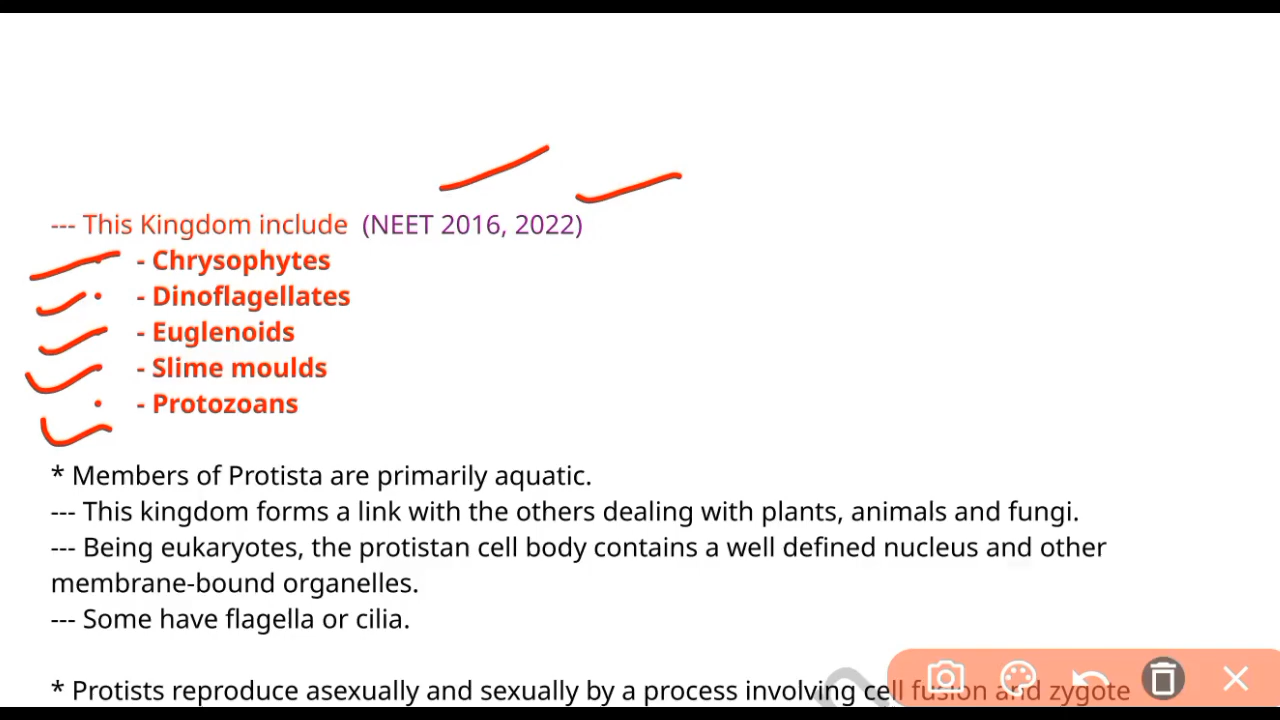 --- This Kingdom include (NEET 2016, 2022)
• - Chrysophytes
• - Dinoflagellates
• - Euglenoids
• - Slime moulds
• - Protozoans
* Members of Protista are primarily aquatic.
--- This kingdom forms a link with the others dealing with plants, animals and fungi.
--- Being eukaryotes, the protistan cell body contains a well defined nucleus and other
membrane-bound organelles.
--- Some have flagella or cilia.
* Protists reproduce asexually and sexually by a process involving cell fusion and zygote